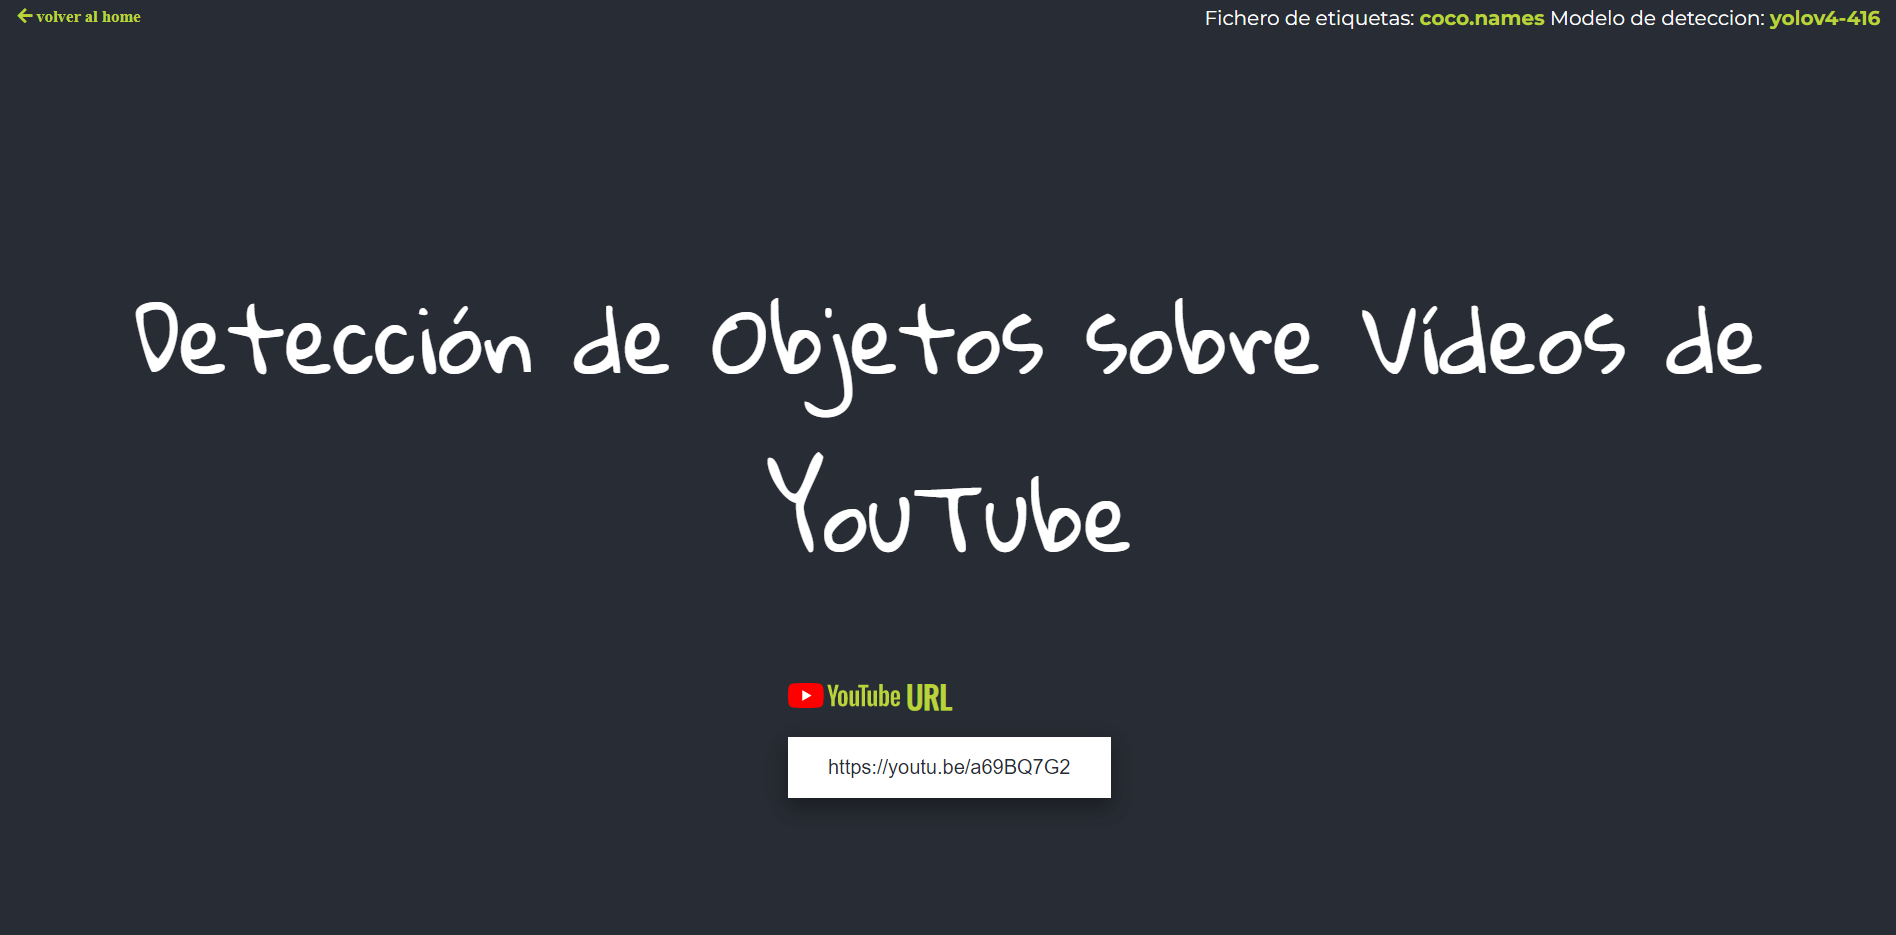 volver al home
Fichero de etiquetas: coco.names Modelo de deteccion: yolov4-416
Detección de Objetos sobre Vídeos de
YouTube
YouTube URL
https://youtu.be/a69BQ7G2